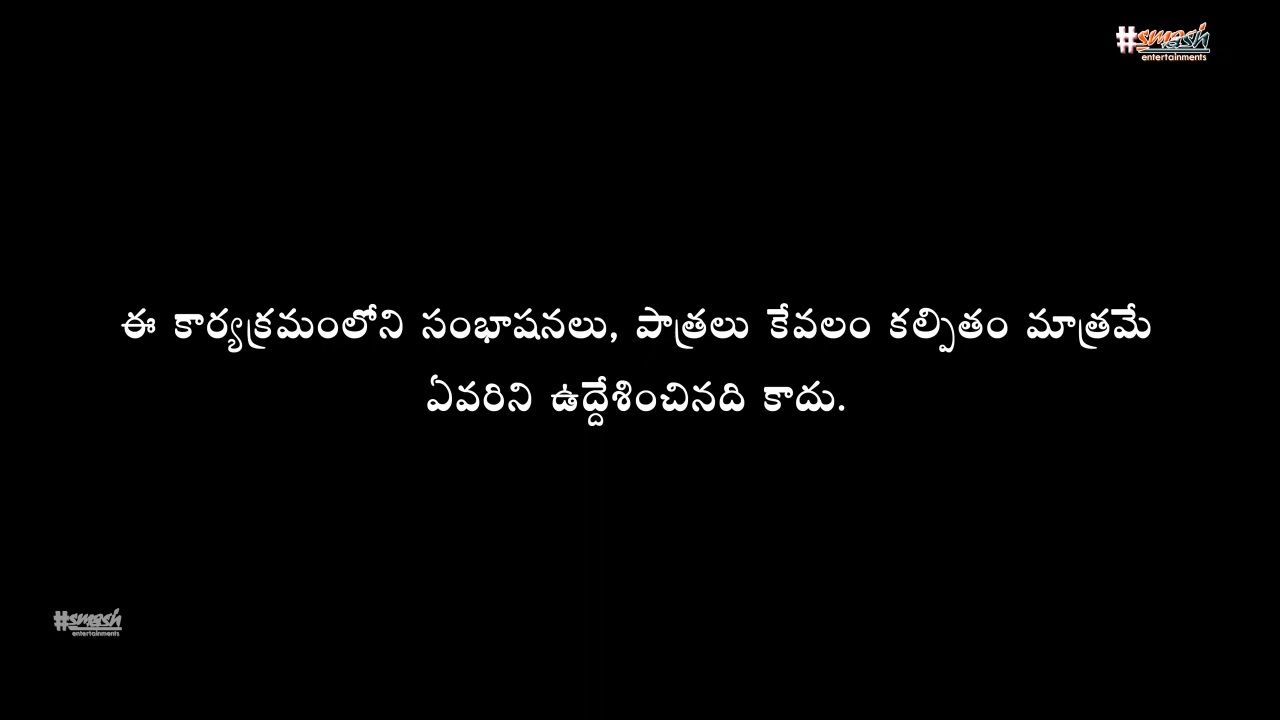 #smash
entertainments
ఈ కార్యక్రమంలోని సంభాషనలు, పాత్రలు కేవలం కల్పితం మాత్రమే
ఏవరిని ఉద్దేశించినది కాదు.
#smash
entertainments